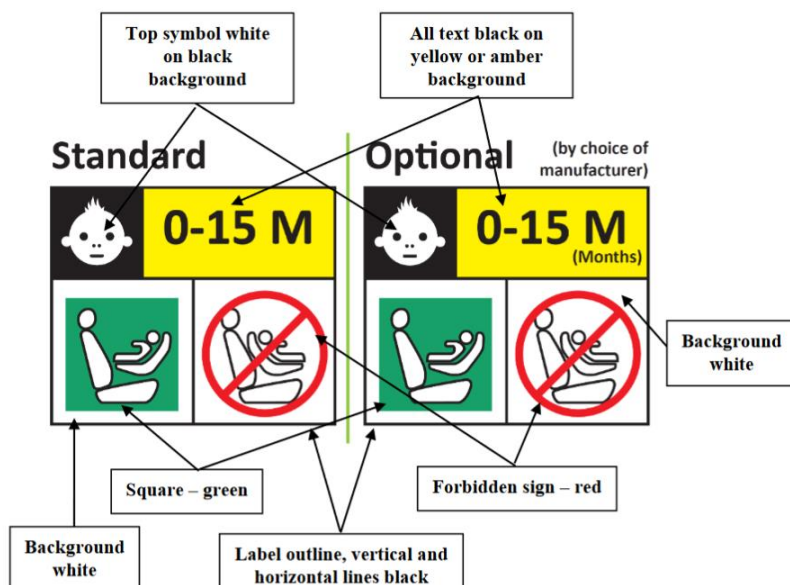 Top symbol white
on black
background
All text black on
yellow or amber
background
Standard
Optional
(by choice of
manufacturer)
0-15 M
0-15 M
(Months)
Background
white
Square – green
Forbidden sign – red
Background
white
Label outline, vertical and
horizontal lines black